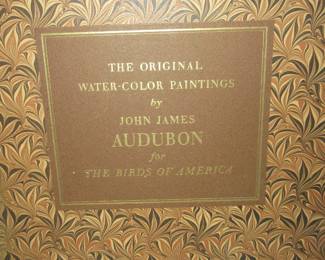 THE ORIGINAL
WATER-COLOR PAINTINGS
by
JOHN JAMES
AUDUBON
for
THE BIRDS OF AMERICA